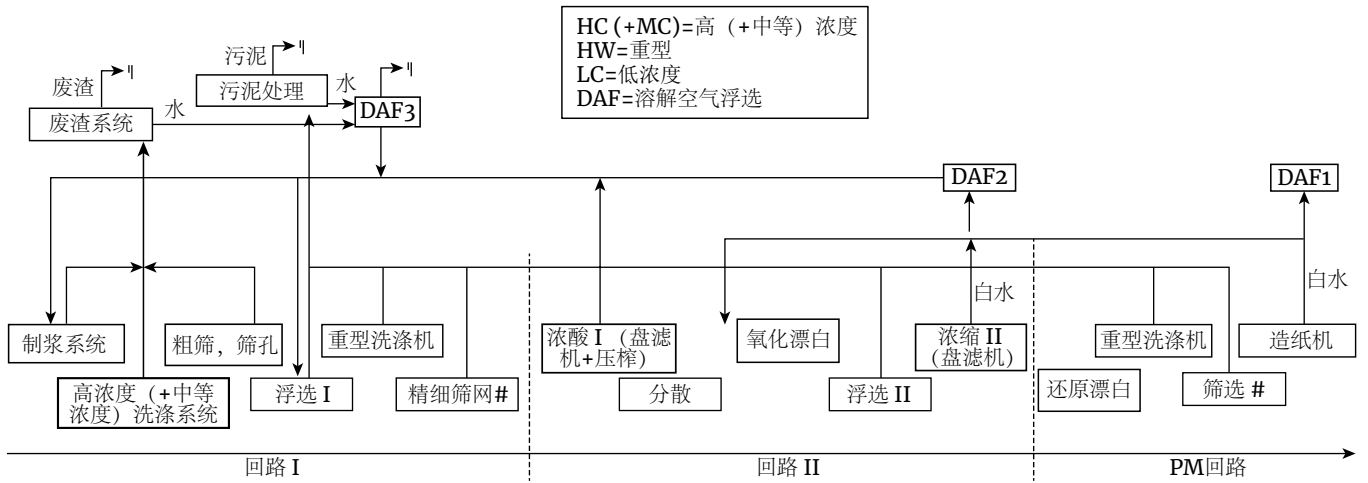 HC (+MC)=高（+中等）浓度
HW=重型
LC=低浓度
DAF=溶解空气浮选
污泥
废渣
污泥处理
水
DAF3
废渣系统
水
DAF2
DAF1
白水
白水
制浆系统
粗筛，筛孔
重型洗涤机
浓酸 I（盘滤
机+压榨）
氧化漂白
浓缩 II
（盘滤机）
重型洗涤机
造纸机
高浓度（+中等
浓度）洗涤系统
浮选 I
精细筛网#
分散
浮选 II
还原漂白
筛选 #
回路 I
回路 II
PM回路